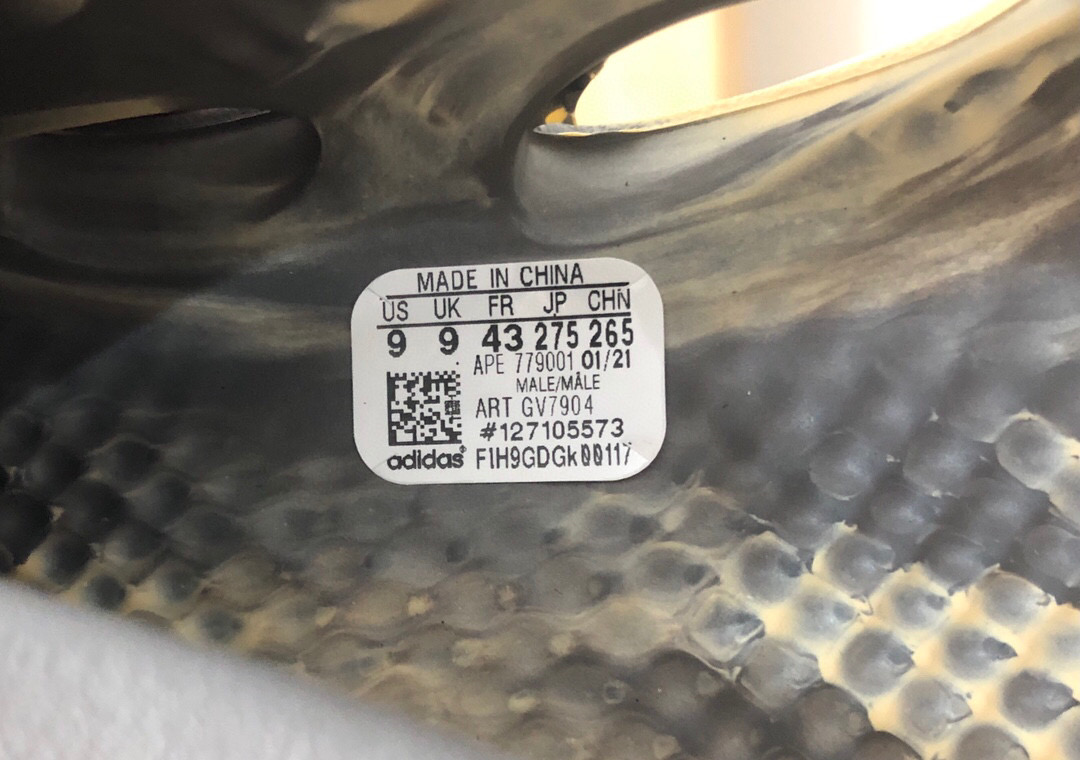 MADE IN CHINA
US UK FR JP CHN
9 9 43 275 265
APE 779001 01/21
MALE/MÂLE
ART GV7904
#127105573
adidas® F1H9GDGk00117